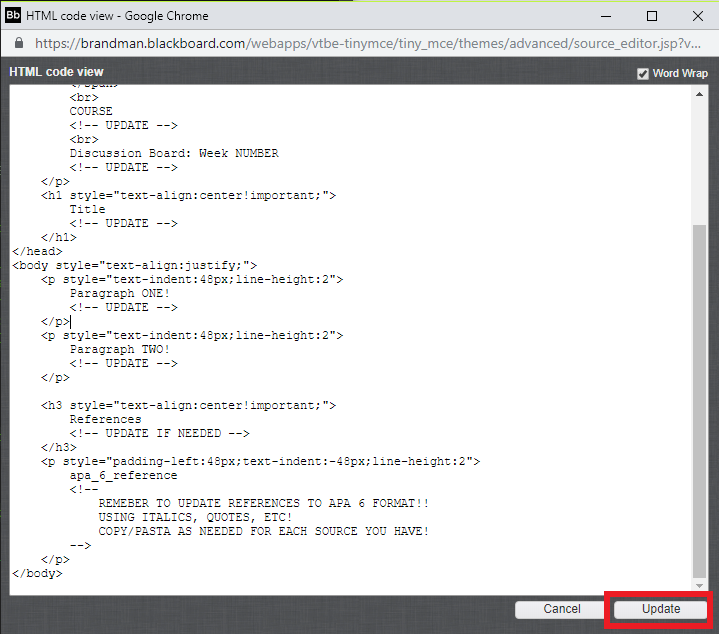 Bb HTML code view - Google Chrome
https://brandman.blackboard.com/webapps/vtbe-tinymce/tiny_mce/themes/advanced/source_editor.jsp?v...
HTML code view
Word Wrap
</span>
<br>
COURSE
<!-- UPDATE -->
<br>
Discussion Board: Week NUMBER
<!-- UPDATE -->
</p>
<h1 style="text-align:center!important;">
Title
<!-- UPDATE -->
</h1>
</head>
<body style="text-align:justify;">
<p style="text-indent:48px;line-height:2">
Paragraph ONE!
<!-- UPDATE -->
</p>
<p style="text-indent:48px;line-height:2">
Paragraph TWO!
<!-- UPDATE -->
</p>
<h3 style="text-align:center!important;">
References
<!-- UPDATE IF NEEDED -->
</h3>
<p style="padding-left:48px;text-indent:-48px;line-height:2">
apa_6_reference
<!--
REMEBER TO UPDATE REFERENCES TO APA 6 FORMAT!!
USING ITALICS, QUOTES, ETC!
COPY/PASTA AS NEEDED FOR EACH SOURCE YOU HAVE!
-->
</p>
</body>
Cancel
Update